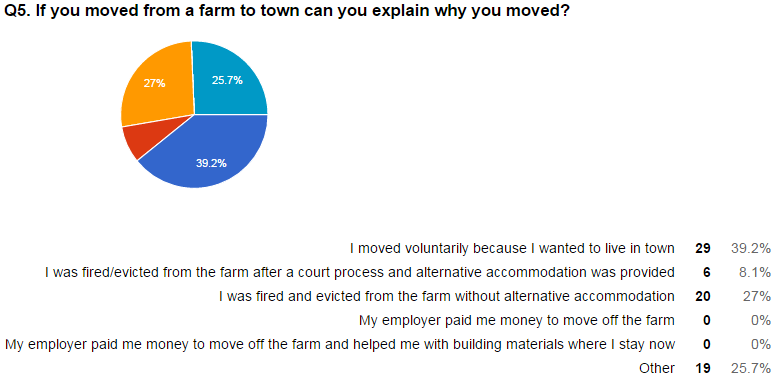 Q5. If you moved from a farm to town can you explain why you moved?
27%
25.7%
39.2%
I moved voluntarily because I wanted to live in town 29 39.2%
I was fired/evicted from the farm after a court process and alternative accommodation was provided 6 8.1%
I was fired and evicted from the farm without alternative accommodation 20 27%
My employer paid me money to move off the farm 0 0%
My employer paid me money to move off the farm and helped me with building materials where I stay now 0 0%
Other 19 25.7%